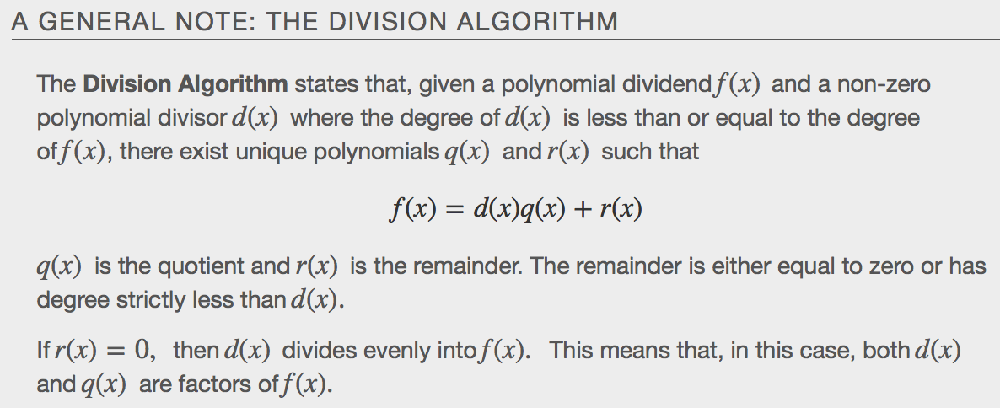 A GENERAL NOTE: THE DIVISION ALGORITHM
The Division Algorithm states that, given a polynomial dividend f(x) and a non-zero
polynomial divisor d(x) where the degree of d(x) is less than or equal to the degree
of f(x), there exist unique polynomials q(x) and r(x) such that
f(x) = d(x)q(x) + r(x)
q(x) is the quotient and r(x) is the remainder. The remainder is either equal to zero or has
degree strictly less than d(x).
If r(x) = 0, then d(x) divides evenly into f(x). This means that, in this case, both d(x)
and q(x) are factors of f(x).